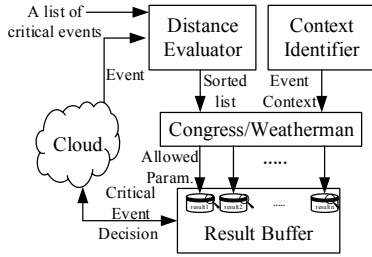 A list of
critical events
Distance
Evaluator
Context
Identifier
Event
Sorted
list
Event
Context
Cloud
Congress/Weatherman
Allowed
Param.
.....
Critical
Event
Decision
result1
result2
.....
resultn
Result Buffer